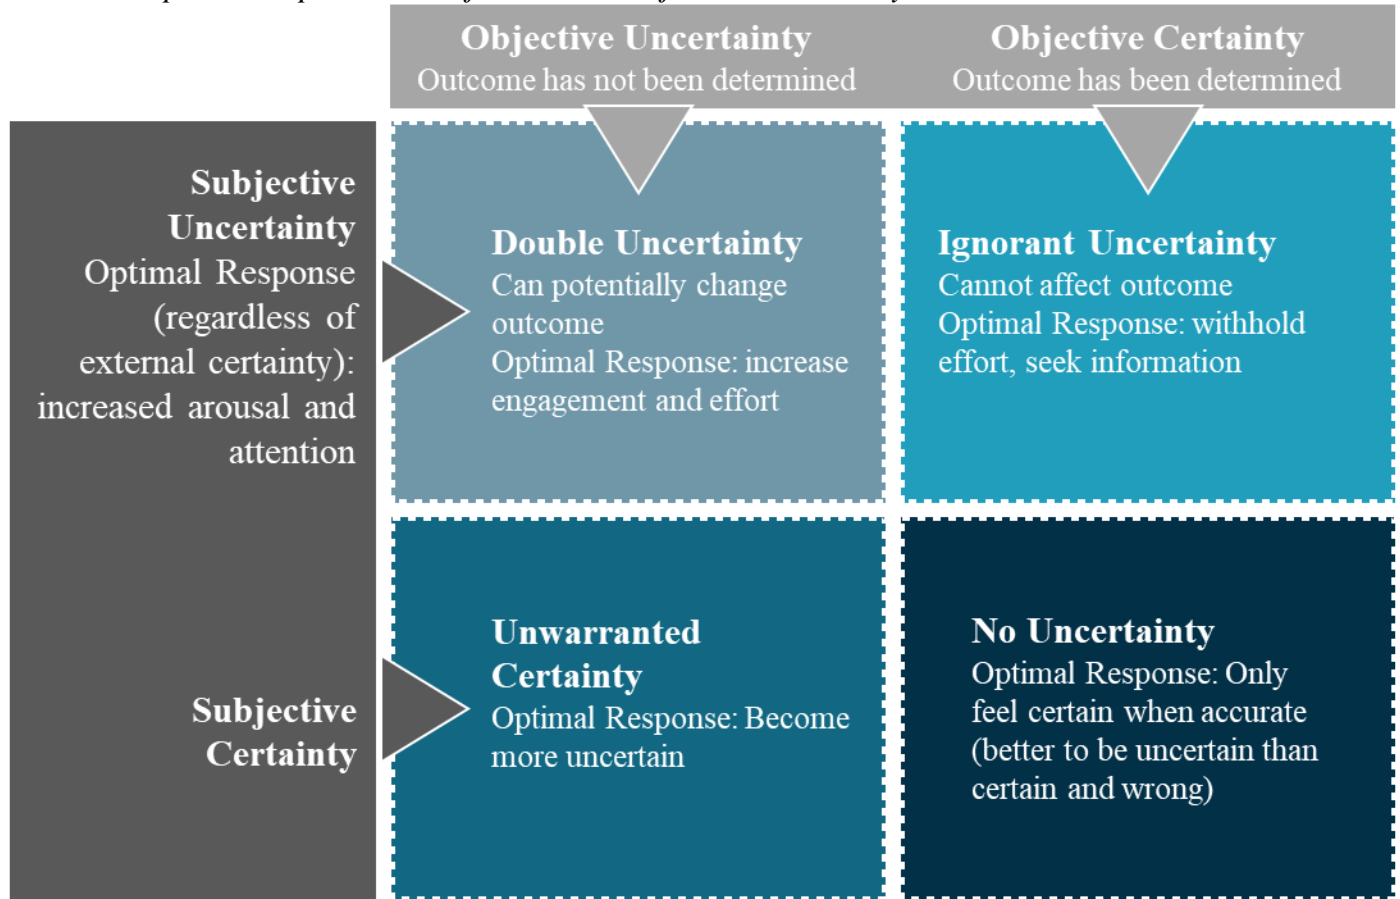 Objective Uncertainty
Outcome has not been determined
Objective Certainty
Outcome has been determined
Subjective
Uncertainty
Optimal Response
(regardless of
external certainty):
increased arousal and
attention
Double Uncertainty
Can potentially change
outcome
Optimal Response: increase
engagement and effort
Ignorant Uncertainty
Cannot affect outcome
Optimal Response: withhold
effort, seek information
Subjective
Certainty
Unwarranted
Certainty
Optimal Response: Become
more uncertain
No Uncertainty
Optimal Response: Only
feel certain when accurate
(better to be uncertain than
certain and wrong)